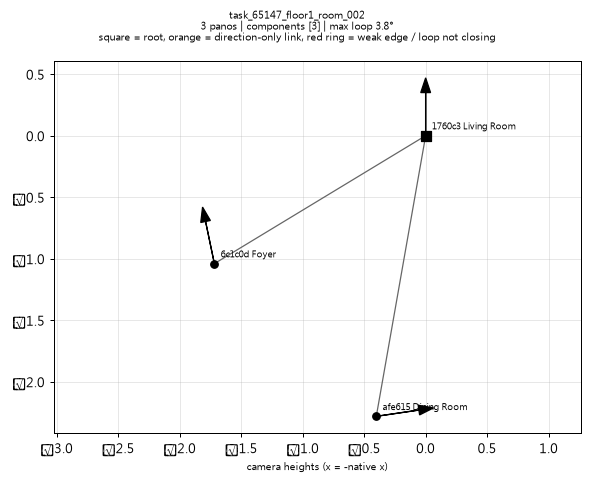 task_65147_floor1_room_002
3 panos | components [3] | max loop 3.8°
square = root, orange = direction-only link, red ring = weak edge / loop not closing
0.5
1760c3 Living Room
0.0
√0.5
6c1c0d Foyer
√1.0
√1.5
√2.0
afe615 Dining Room
√3.0 √2.5 √2.0 √1.5 √1.0 √0.5 0.0 0.5 1.0
camera heights (x = -native x)